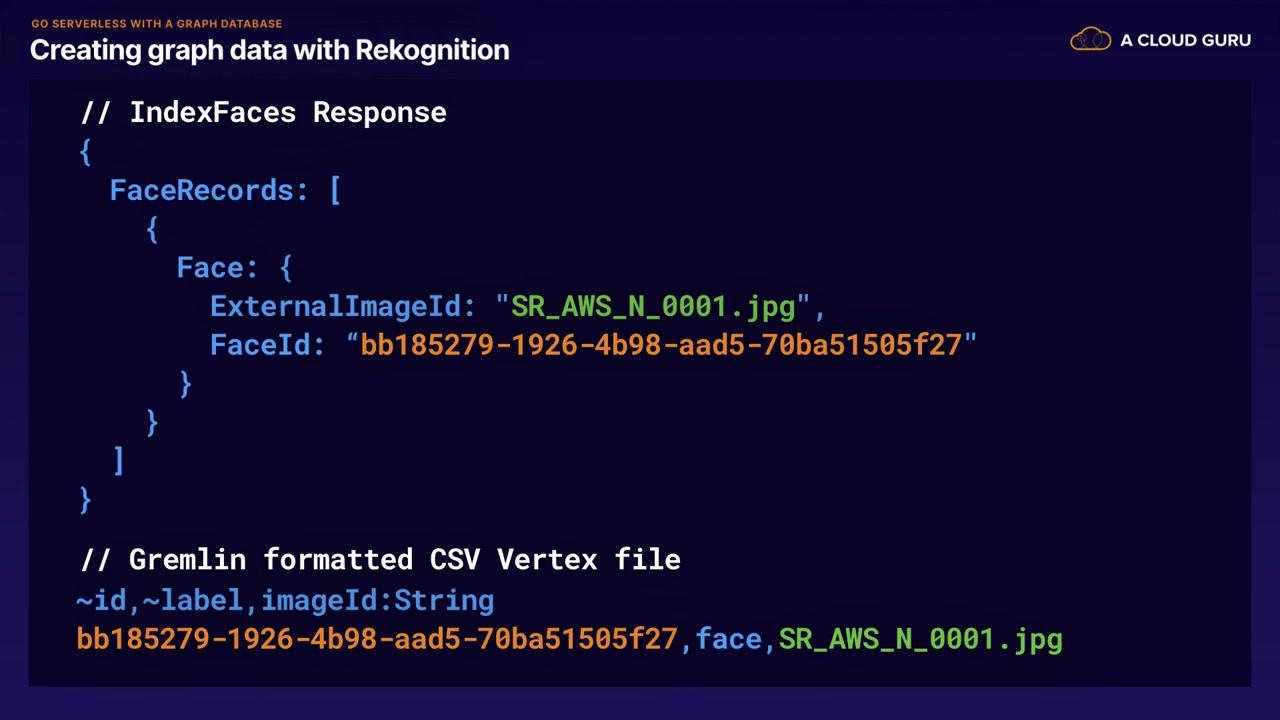 GO SERVERLESS WITH A GRAPH DATABASE
Creating graph data with Rekognition
A CLOUD GURU
// IndexFaces Response
{
FaceRecords: [
{
Face: {
ExternalImageId: "SR_AWS_N_0001.jpg",
FaceId: “bb185279-1926-4b98-aad5-70ba51505f27"
}
}
]
}
// Gremlin formatted CSV Vertex file
~id,~label,imageId:String
bb185279-1926-4b98-aad5-70ba51505f27,face,SR_AWS_N_0001.jpg